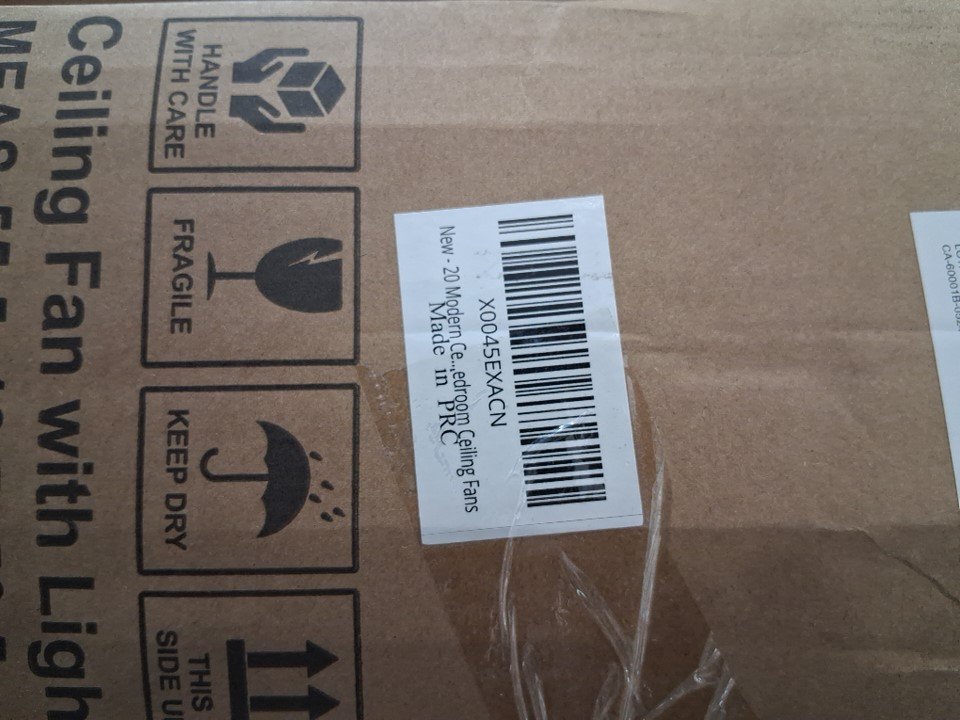 HANDLE
WITH CARE
FRAGILE
KEEP DRY
THIS
SIDE
Ceiling Fan with
X0045EXACN
New - 20 Modern Ce...edroom Ceiling Fans
Made in PRC